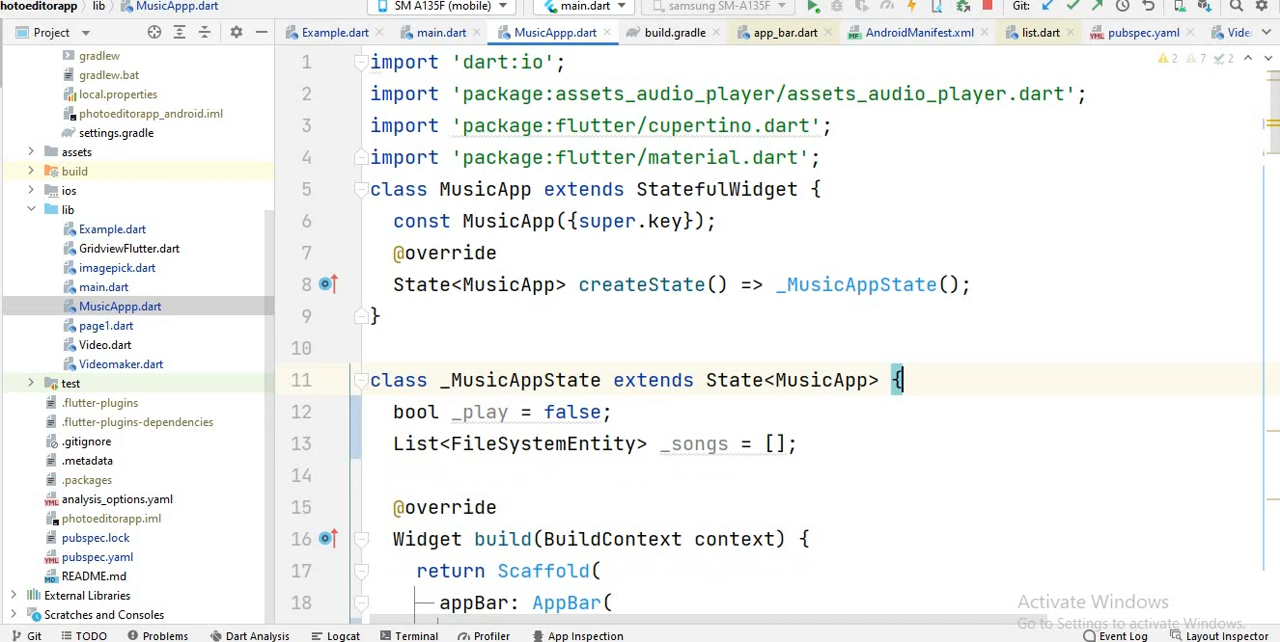 hotoeditorapp > lib > MusicAppp.dart
SM A135F (mobile)
main.dart
samsung SM-A135F
Git:
Project
Example.dart
main.dart
MusicAppp.dart
build.gradle
app_bar.dart
AndroidManifest.xml
list.dart
pubspec.yaml
Vide
gradlew
gradlew.bat
local.properties
photoeditorapp_android.iml
settings.gradle
assets
build
ios
lib
Example.dart
GridviewFlutter.dart
imagepick.dart
main.dart
MusicAppp.dart
page1.dart
Video.dart
Videomaker.dart
test
.flutter-plugins
.flutter-plugins-dependencies
.gitignore
.metadata
.packages
analysis_options.yaml
photoeditorapp.iml
pubspec.lock
pubspec.yaml
README.md
External Libraries
Scratches and Consoles
2 7 2
1 import 'dart:io';
2 import 'package:assets_audio_player/assets_audio_player.dart';
3 import 'package:flutter/cupertino.dart';
4 import 'package:flutter/material.dart';
5 class MusicApp extends StatefulWidget {
6 const MusicApp({super.key});
7 @override
8 State<MusicApp> createState() => _MusicAppState();
9 }
10
11 class _MusicAppState extends State<MusicApp> {
12 bool _play = false;
13 List<FileSystemEntity> _songs = [];
14
15 @override
16 Widget build(BuildContext context) {
17 return Scaffold(
18 appBar: AppBar(
Activate Windows
Go to Settings to activate Windows.
Git
TODO
Problems
Dart Analysis
Logcat
Terminal
Profiler
App Inspection
Event Log
Layout Inspector